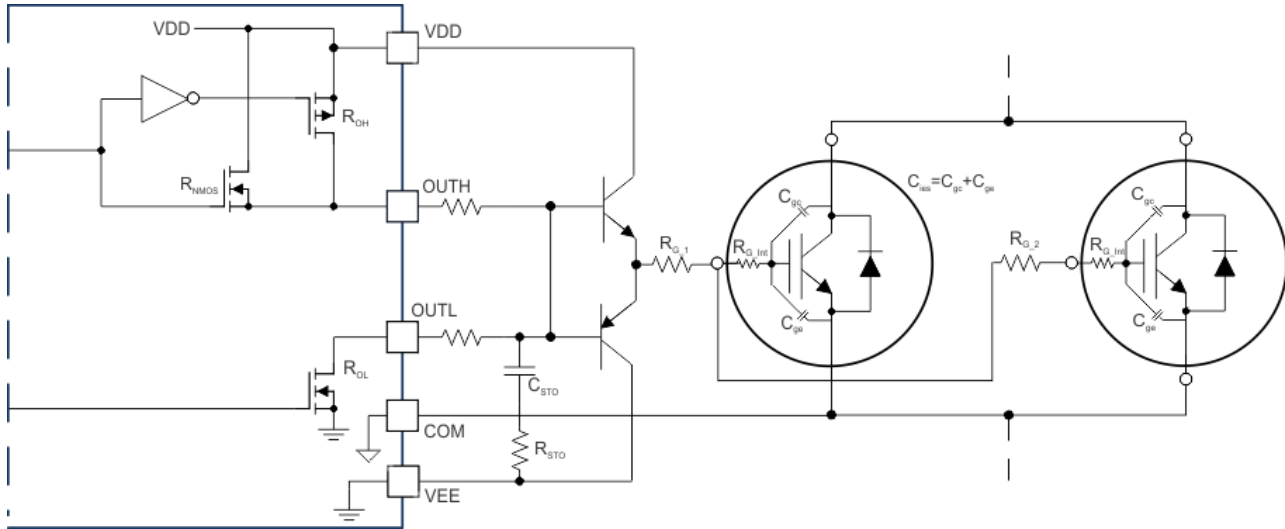 VDD
VDD
R_OH
R_NMOS
OUTH
C_ies=C_gc+C_ge
C_gc
C_gc
R_G_1
R_G_Int
R_G_2
R_G_Int
C_ge
C_ge
OUTL
R_OL
C_STO
COM
R_STO
VEE